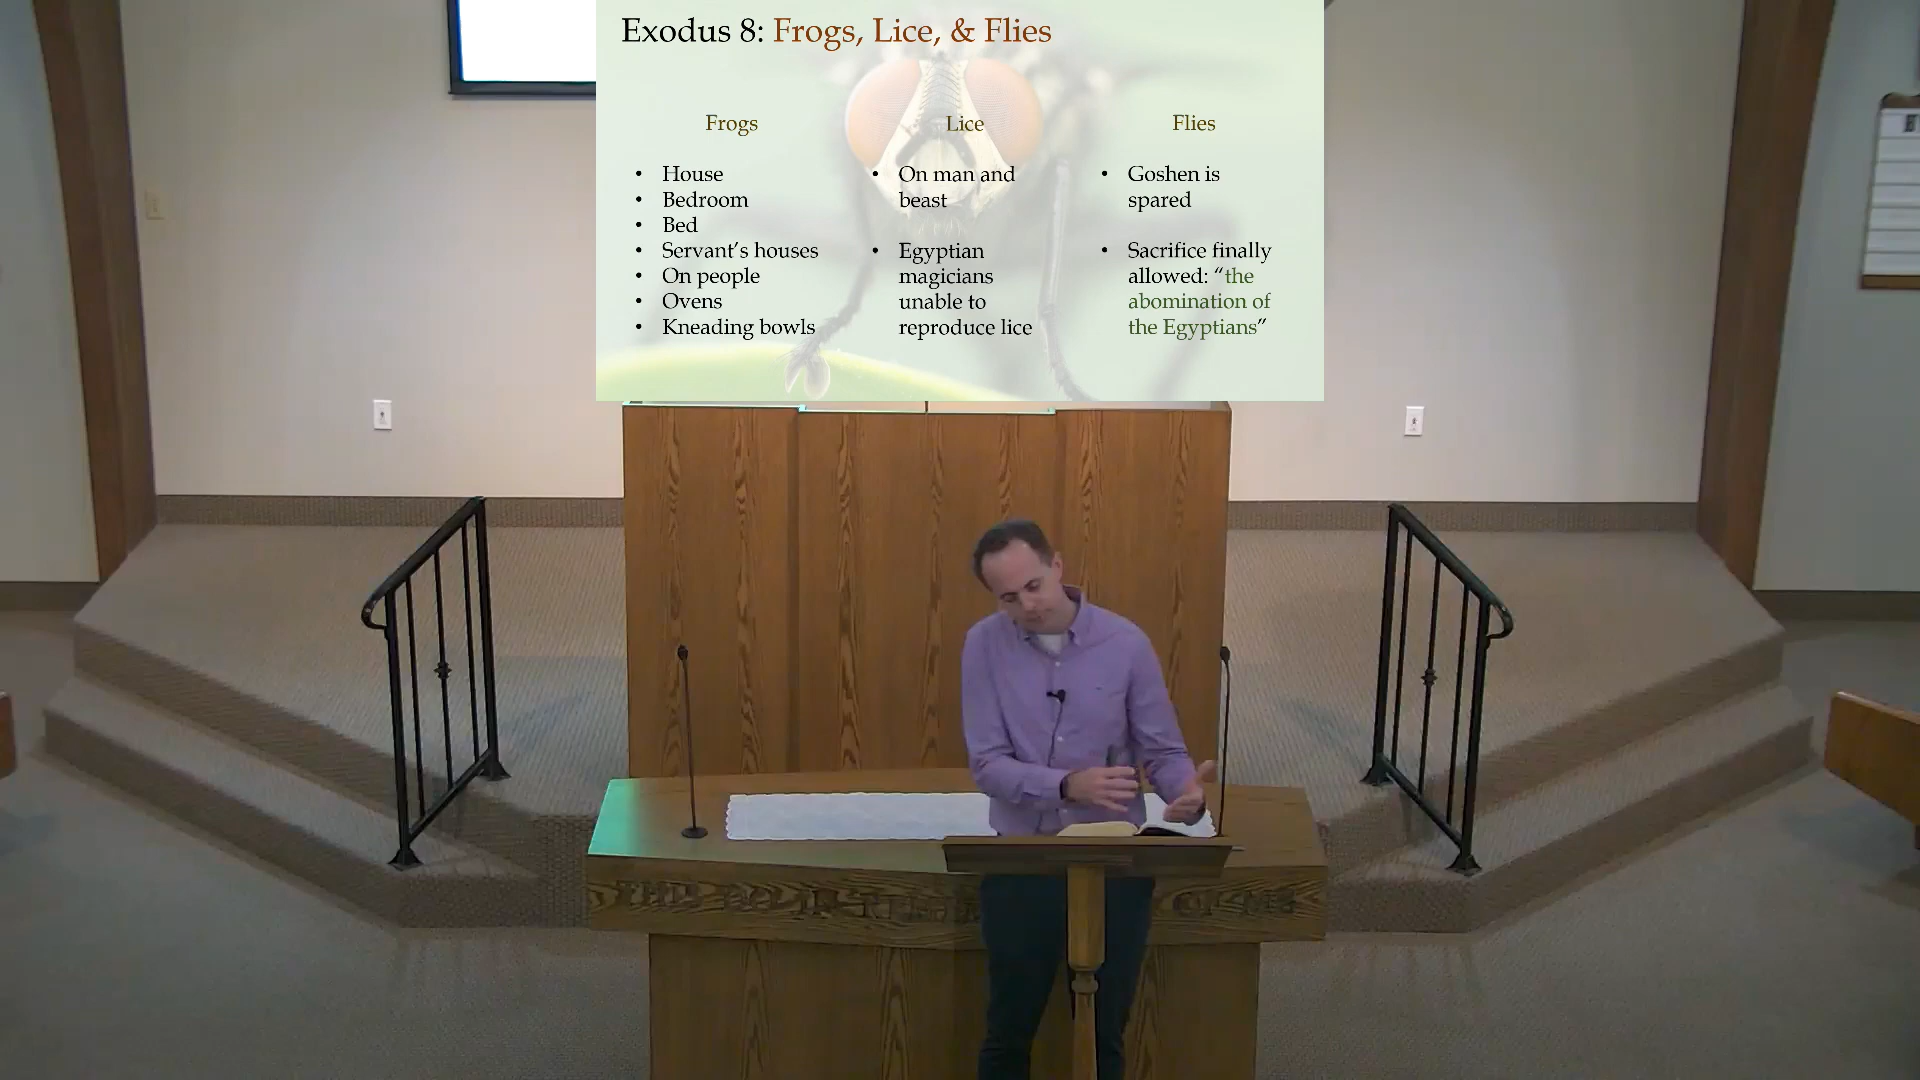 Exodus 8: Frogs, Lice, & Flies
Frogs
• House
• Bedroom
• Bed
• Servant's houses
• On people
• Ovens
• Kneading bowls
Lice
• On man and
beast
• Egyptian
magicians
unable to
reproduce lice
Flies
• Goshen is
spared
• Sacrifice finally
allowed: "the
abomination of
the Egyptians"